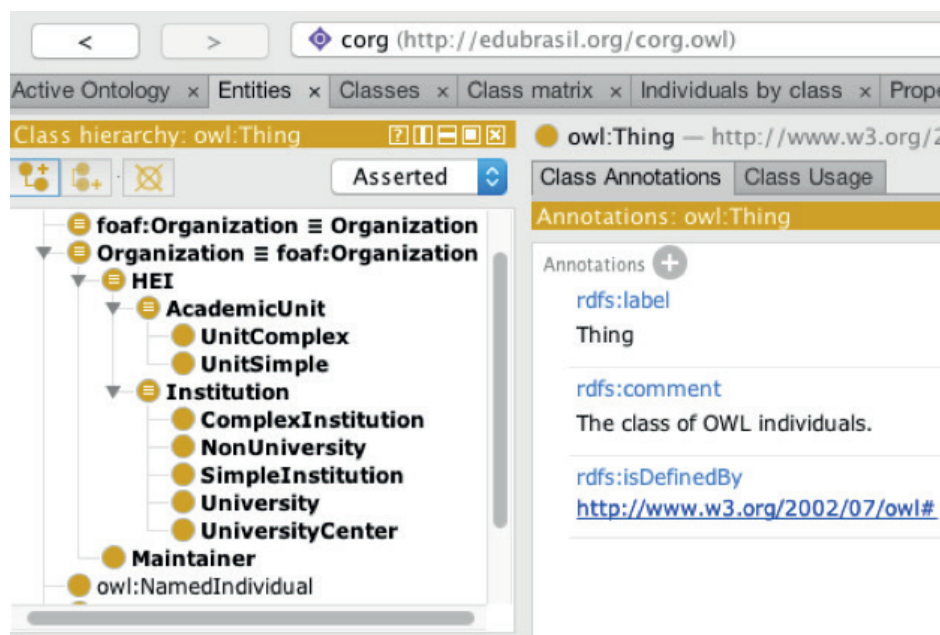 < > corg (http://edubrasil.org/corg.owl)
Active Ontology × Entities × Classes × Class matrix × Individuals by class × Prope
Class hierarchy: owl:Thing
Asserted
foaf:Organization ≡ Organization
Organization ≡ foaf:Organization
HEI
AcademicUnit
UnitComplex
UnitSimple
Institution
ComplexInstitution
NonUniversity
SimpleInstitution
University
UniversityCenter
Maintainer
owl:NamedIndividual
owl:Thing — http://www.w3.org/2
Class Annotations Class Usage
Annotations: owl:Thing
Annotations
rdfs:label
Thing
rdfs:comment
The class of OWL individuals.
rdfs:isDefinedBy
http://www.w3.org/2002/07/owl#